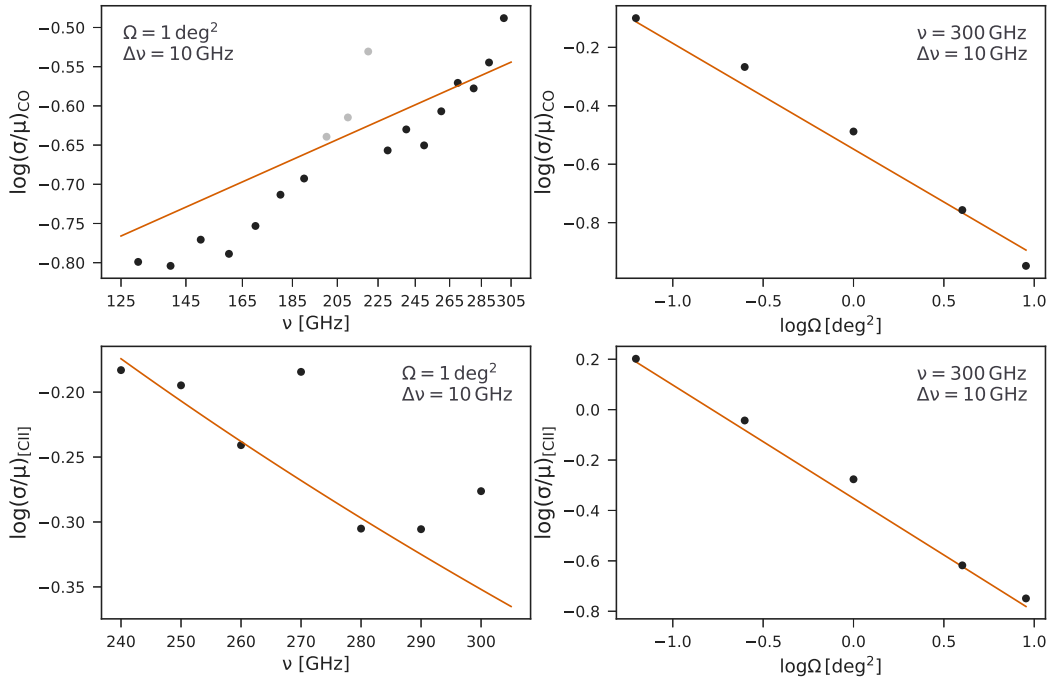 Ω = 1 deg²
Δν = 10 GHz
log(σ/μ)CO
−0.50
−0.55
−0.60
−0.65
−0.70
−0.75
−0.80
125 145 165 185 205 225 245 265 285 305
ν [GHz]
ν = 300 GHz
Δν = 10 GHz
log(σ/μ)CO
−0.2
−0.4
−0.6
−0.8
−1.0 −0.5 0.0 0.5 1.0
logΩ [deg²]
Ω = 1 deg²
Δν = 10 GHz
log(σ/μ)[CII]
−0.20
−0.25
−0.30
−0.35
240 250 260 270 280 290 300
ν [GHz]
ν = 300 GHz
Δν = 10 GHz
log(σ/μ)[CII]
0.2
0.0
−0.2
−0.4
−0.6
−0.8
−1.0 −0.5 0.0 0.5 1.0
logΩ [deg²]